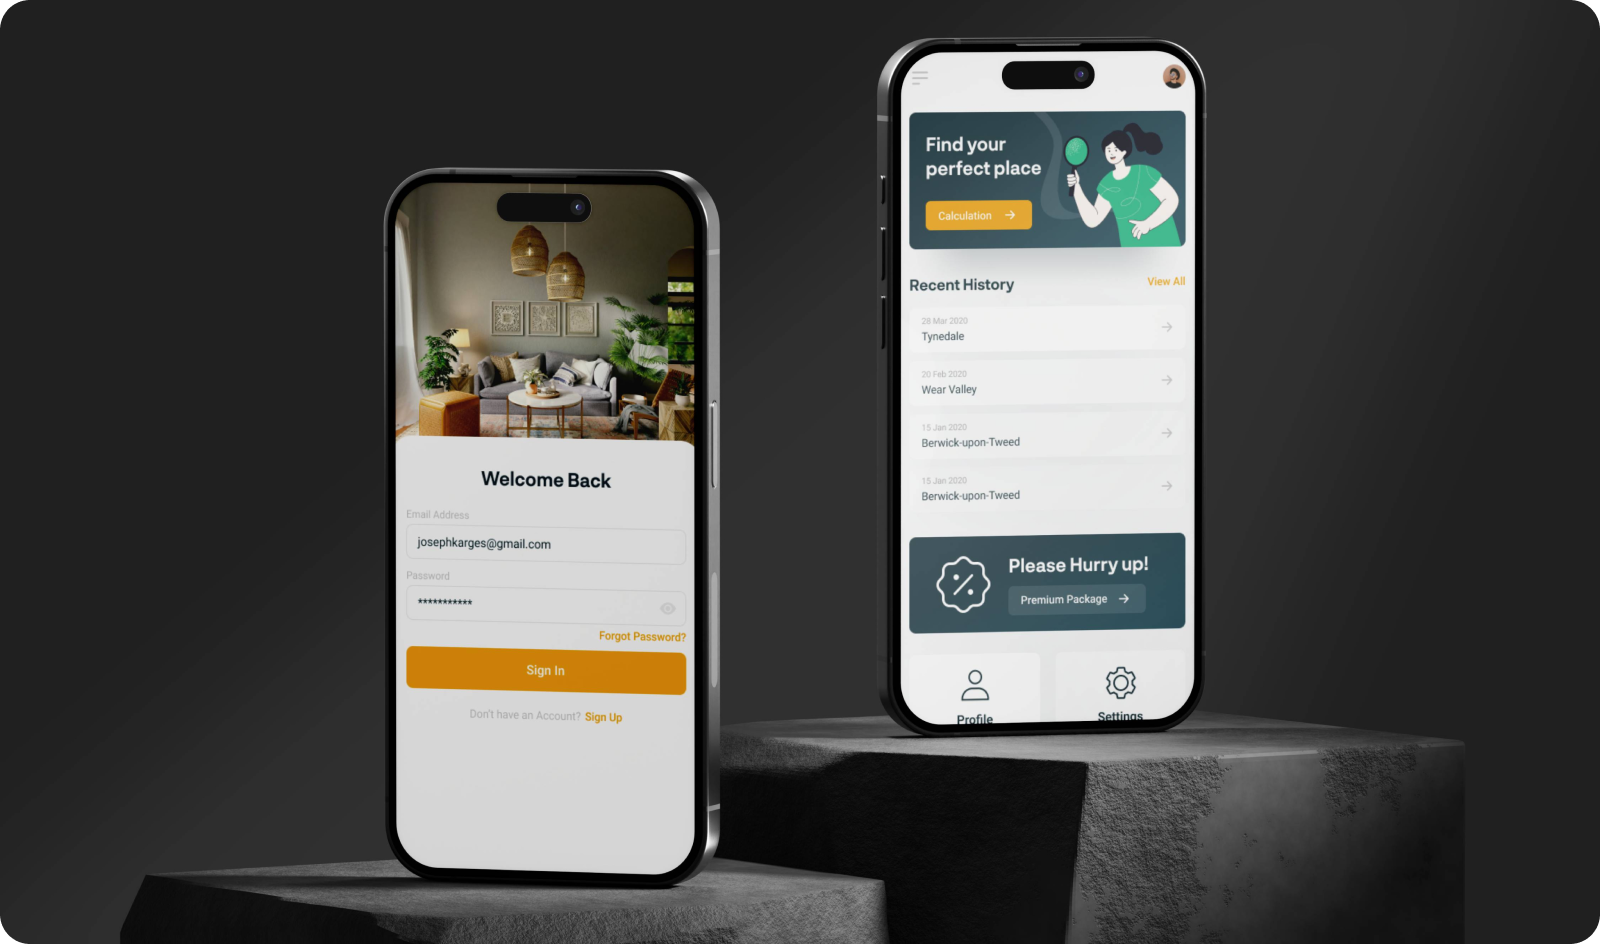 Welcome Back
Email Address
josephkarges@gmail.com
Password
***********
Forgot Password?
Sign In
Don't have an Account? Sign Up
Find your
perfect place
Calculation
Recent History
View All
28 Mar 2020
Tynedale
20 Feb 2020
Wear Valley
15 Jan 2020
Berwick-upon-Tweed
15 Jan 2020
Berwick-upon-Tweed
Please Hurry up!
Premium Package
Profile
Settings